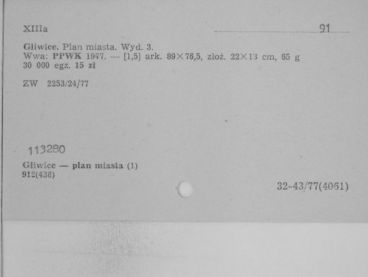 XIIIa 91
Gliwice. Plan miasta. Wyd. 3.
Wwa: PPWK 1977. — [1,5) ark. 89×76,5, złoż. 22×13 cm, 65 g
30 000 egz. 15 zł
ZW 2253/24/77
113280
Gliwice — plan miasta (1)
912(438)
32-43/77(4061)